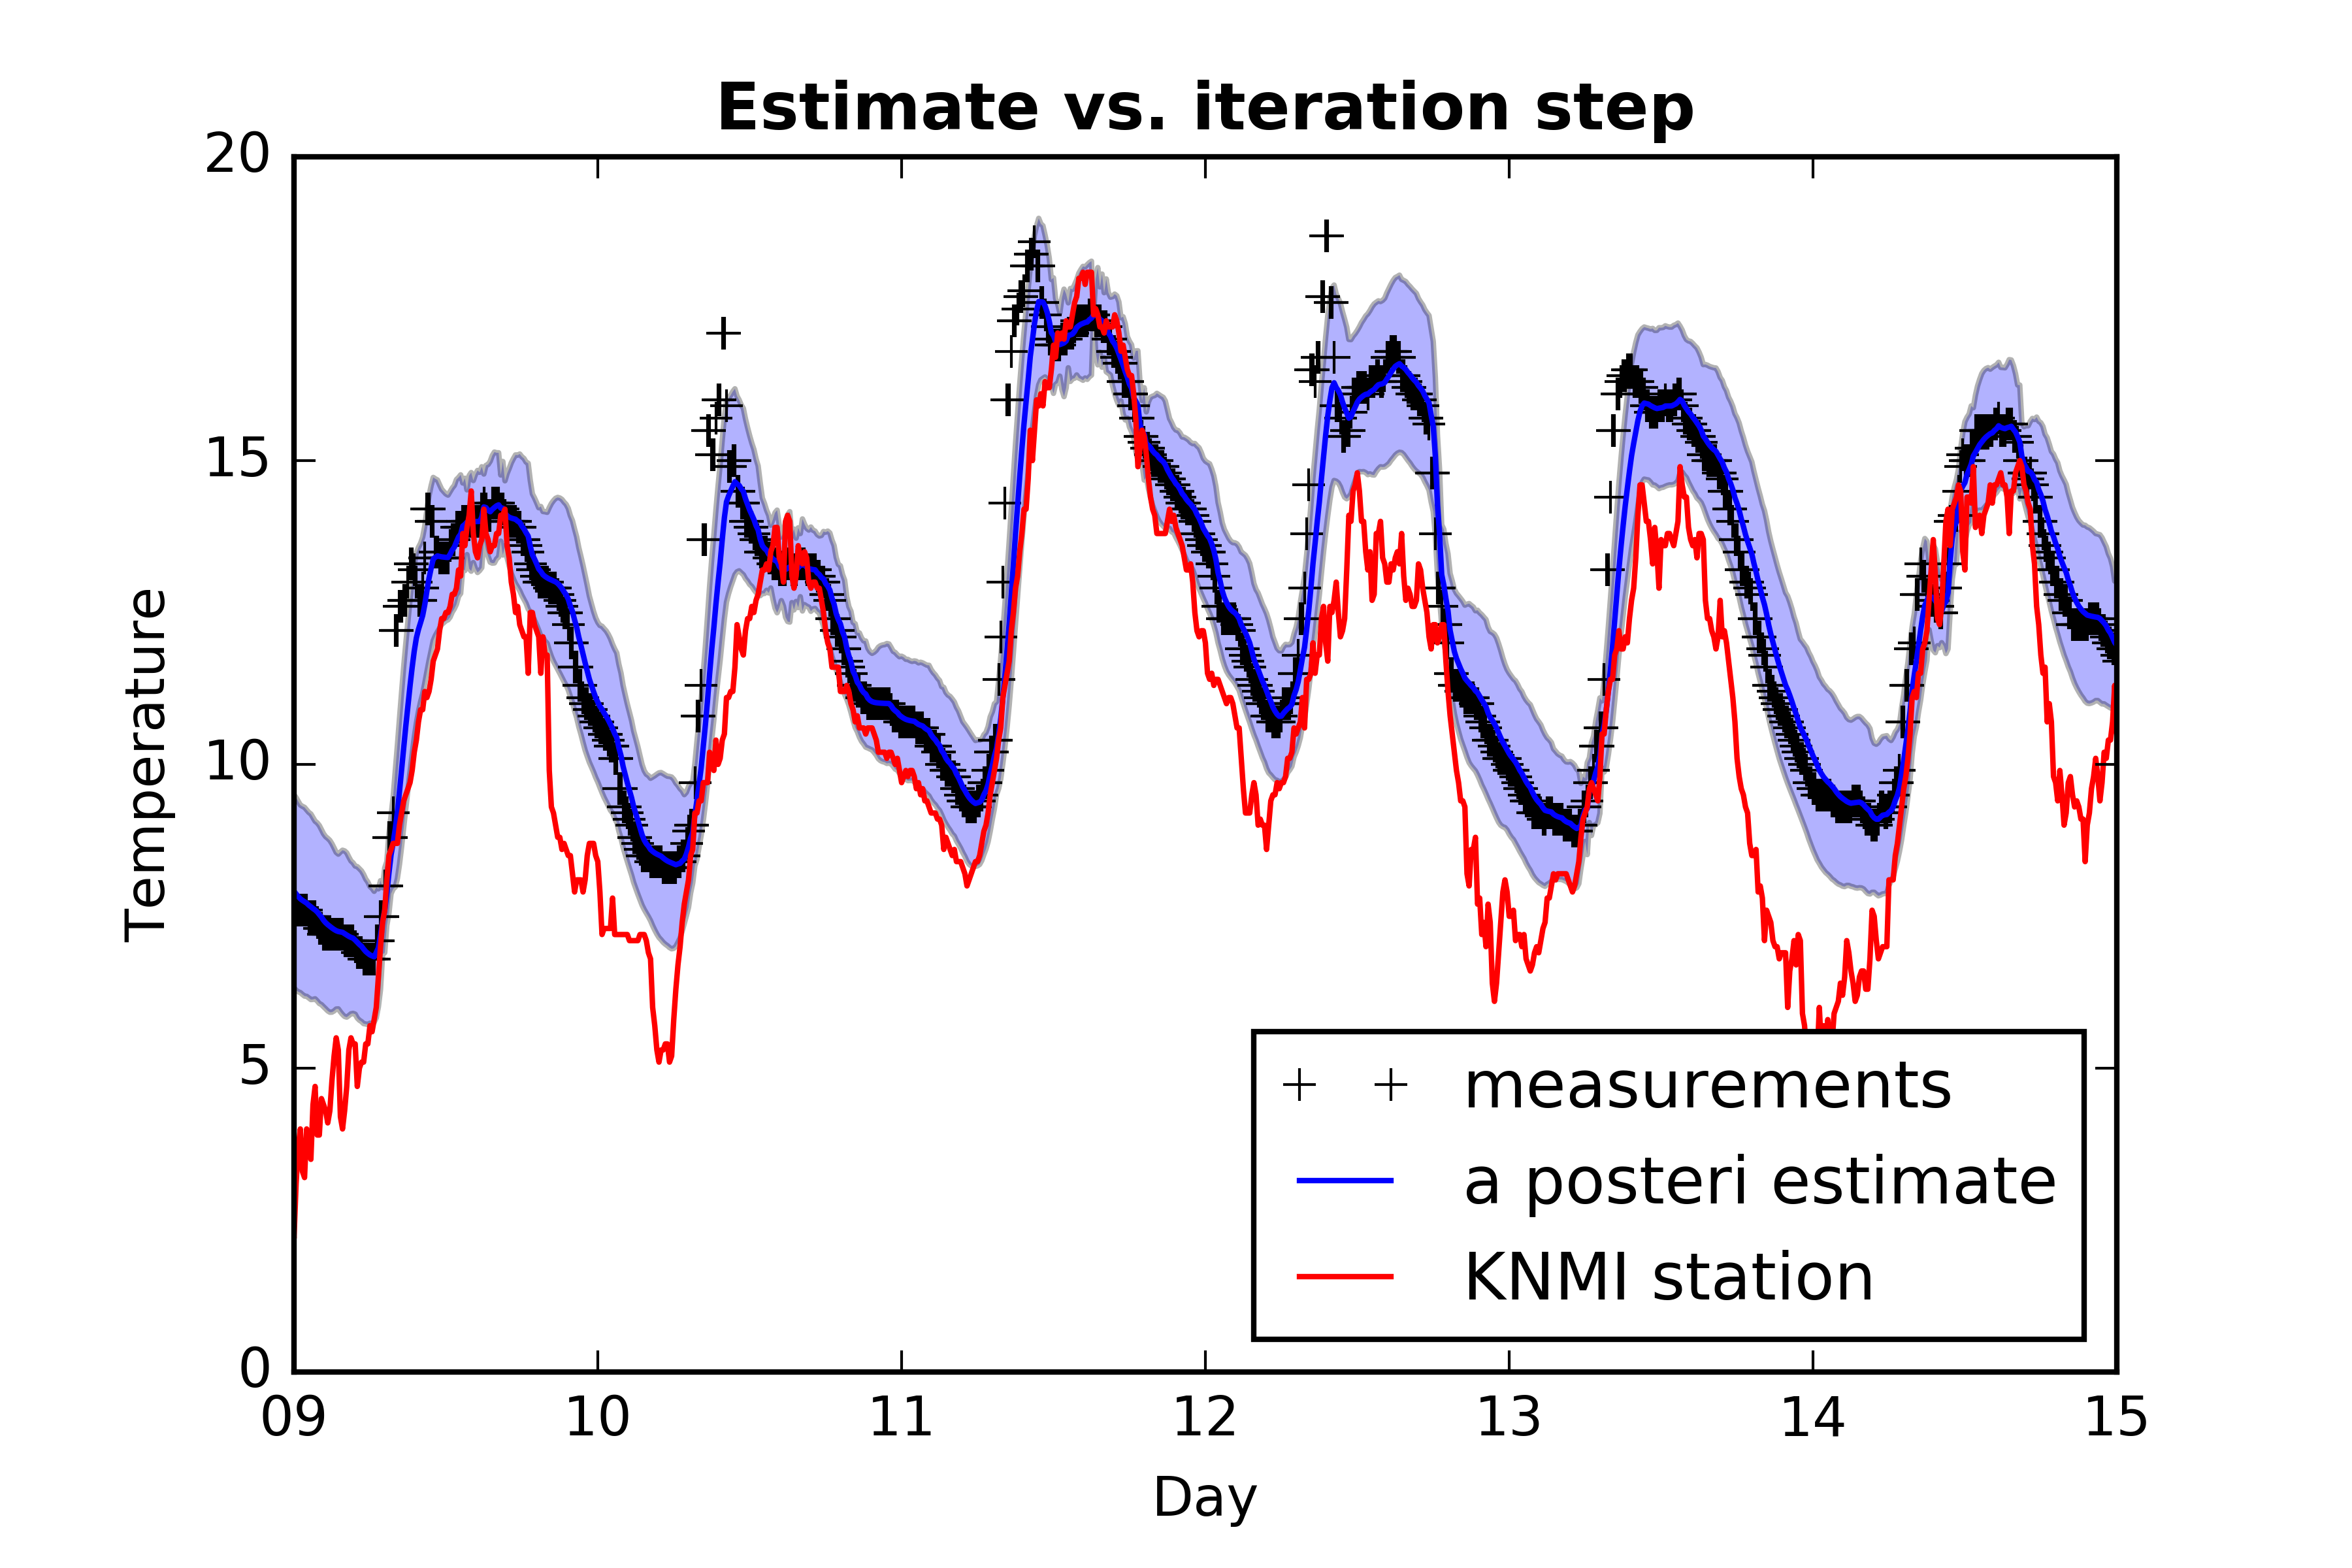 Estimate vs. iteration step
20
15
10
5
0
Temperature
09 10 11 12 13 14 15
Day
measurements
a posteri estimate
KNMI station